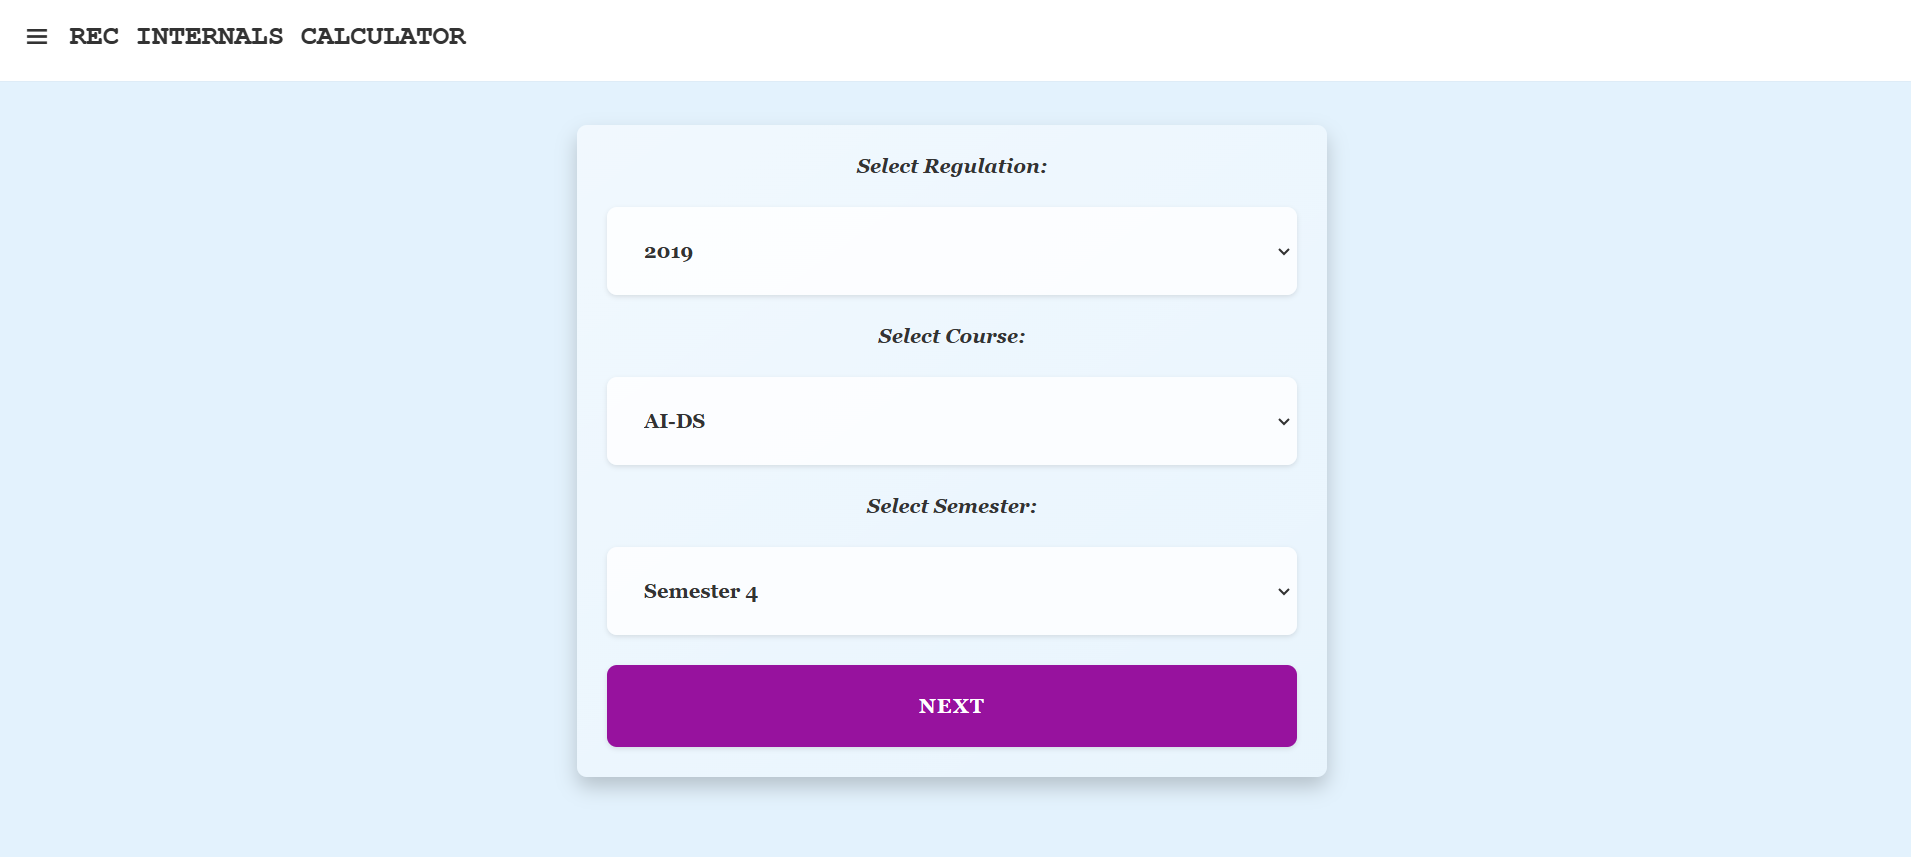 REC INTERNALS CALCULATOR
Select Regulation:
2019
Select Course:
AI-DS
Select Semester:
Semester 4
NEXT